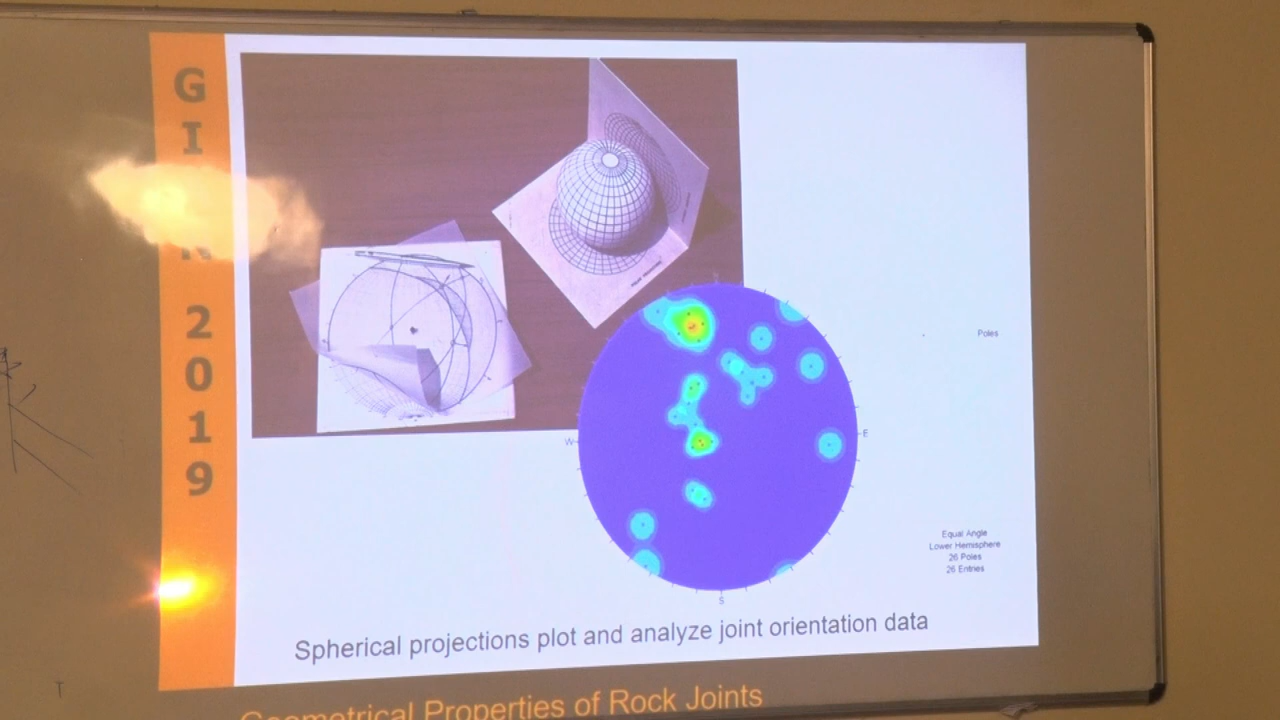 G
I
2
0
1
9
W
E
S
Poles
Equal Angle
Lower Hemisphere
26 Poles
26 Entries
Spherical projections plot and analyze joint orientation data
Geometrical Properties of Rock Joints